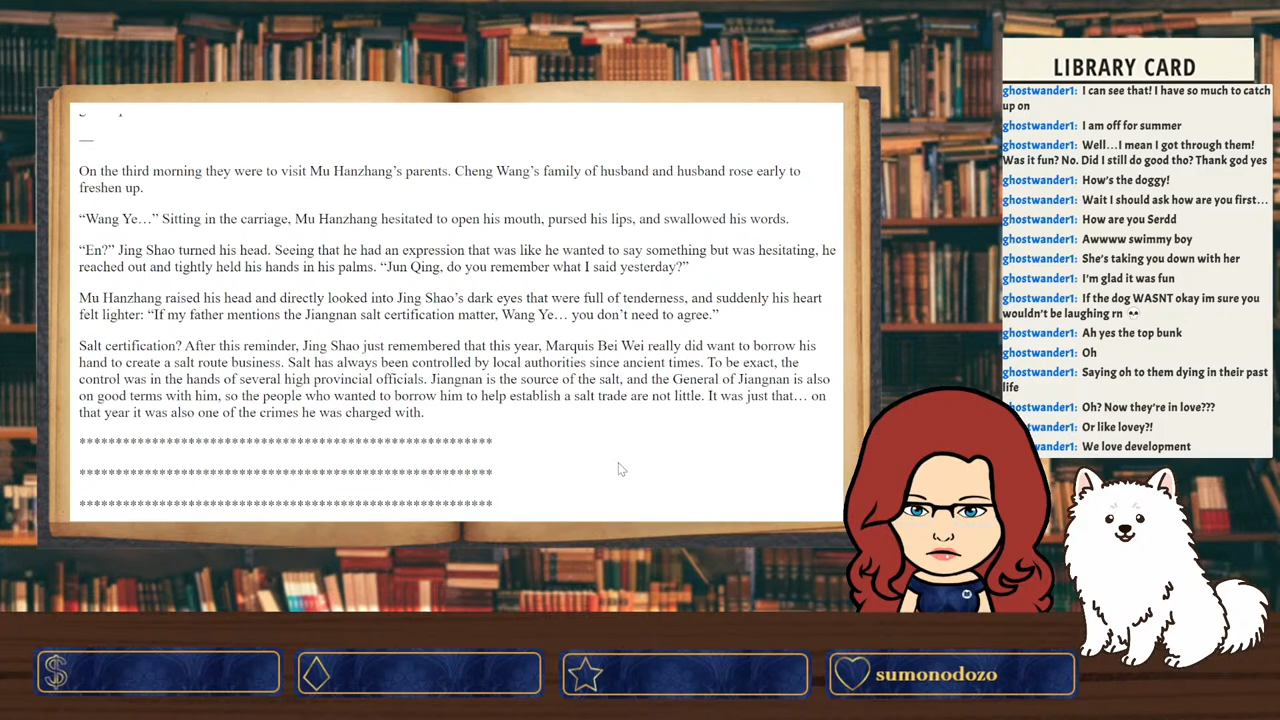 —
On the third morning they were to visit Mu Hanzhang’s parents. Cheng Wang’s family of husband and husband rose early to
freshen up.
“Wang Ye…” Sitting in the carriage, Mu Hanzhang hesitated to open his mouth, pursed his lips, and swallowed his words.
“En?” Jing Shao turned his head. Seeing that he had an expression that was like he wanted to say something but was hesitating, he
reached out and tightly held his hands in his palms. “Jun Qing, do you remember what I said yesterday?”
Mu Hanzhang raised his head and directly looked into Jing Shao’s dark eyes that were full of tenderness, and suddenly his heart
felt lighter: “If my father mentions the Jiangnan salt certification matter, Wang Ye… you don’t need to agree.”
Salt certification? After this reminder, Jing Shao just remembered that this year, Marquis Bei Wei really did want to borrow his
hand to create a salt route business. Salt has always been controlled by local authorities since ancient times. To be exact, the
control was in the hands of several high provincial officials. Jiangnan is the source of the salt, and the General of Jiangnan is also
on good terms with him, so the people who wanted to borrow him to help establish a salt trade are not little. It was just that… on
that year it was also one of the crimes he was charged with.
*********************************************************
*********************************************************
*********************************************************
LIBRARY CARD
ghostwander1: I can see that! I have so much to catch
up on
ghostwander1: I am off for summer
ghostwander1: Well...I mean I got through them!
Was it fun? No. Did I still do good tho? Thank god yes
ghostwander1: How's the doggy!
ghostwander1: Wait I should ask how are you first...
ghostwander1: How are you Serdd
ghostwander1: Awwww swimmy boy
ghostwander1: She's taking you down with her
ghostwander1: I'm glad it was fun
ghostwander1: If the dog WASNT okay im sure you
wouldn't be laughing rn 💀
ghostwander1: Ah yes the top bunk
ghostwander1: Oh
ghostwander1: Saying oh to them dying in their past
life
ghostwander1: Oh? Now they're in love???
wander1: Or like lovey?!
wander1: We love development
$
sumonodozo